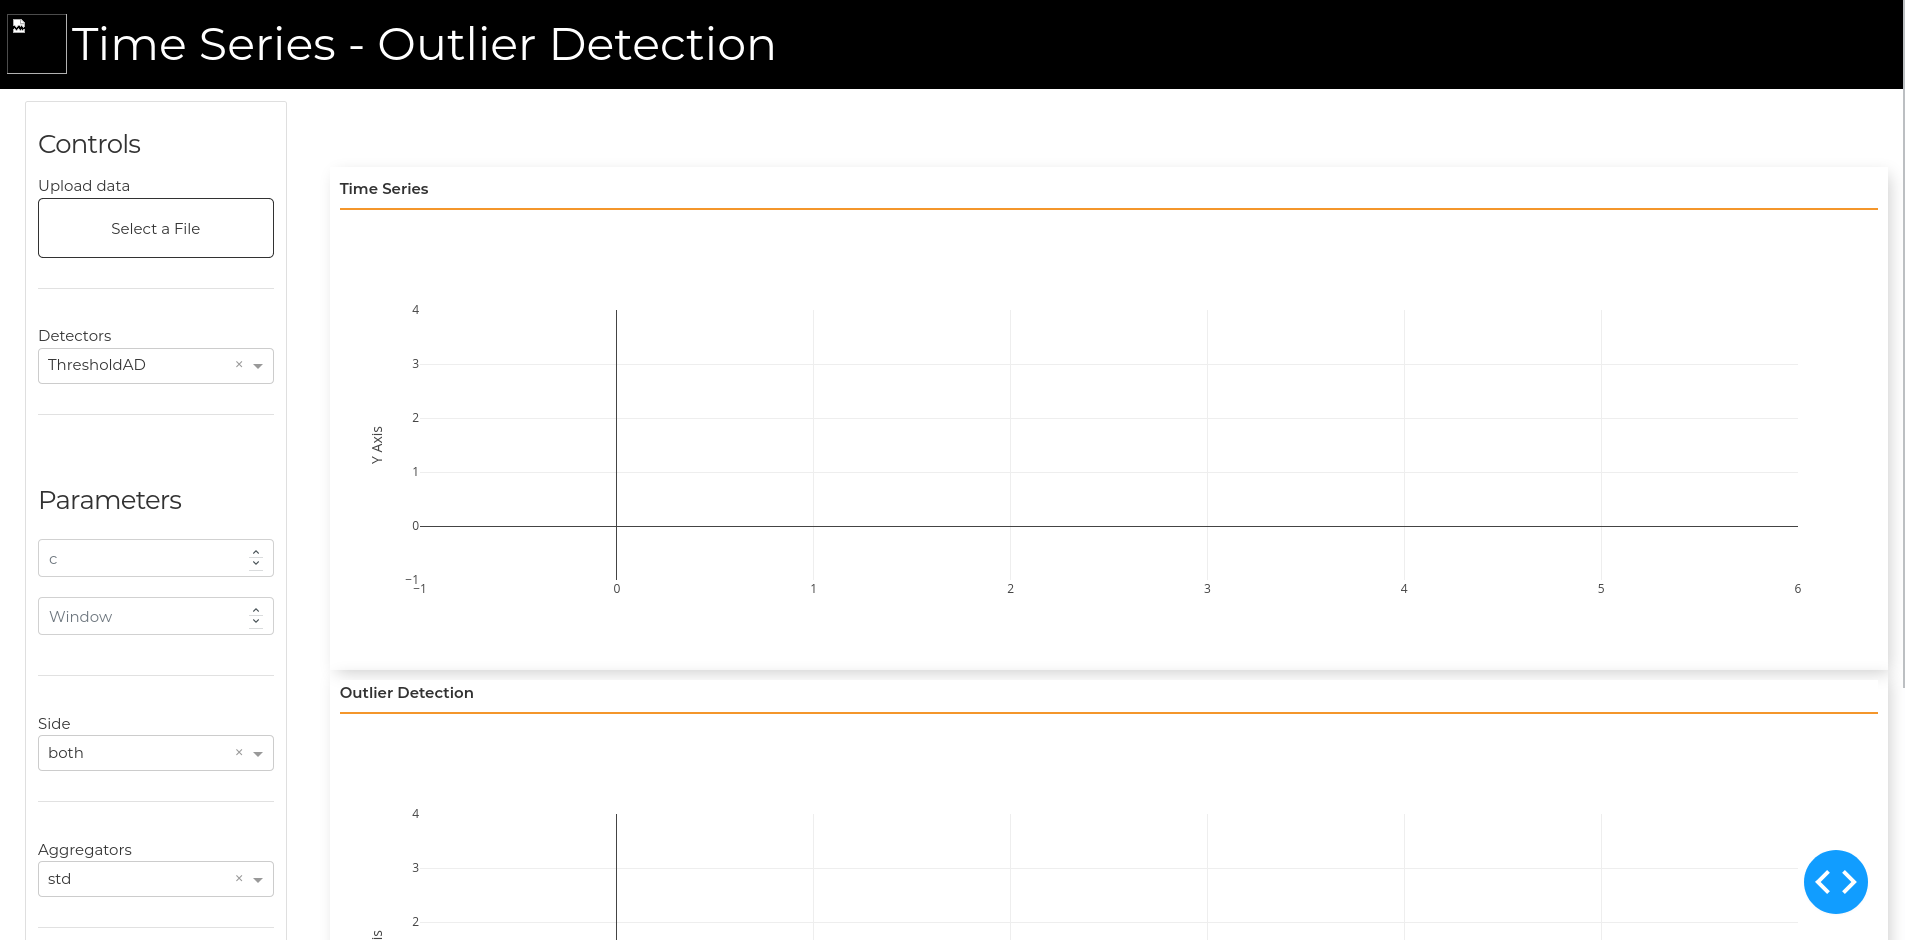 Time Series - Outlier Detection
Controls
Upload data
Select a File
Detectors
ThresholdAD ×
Parameters
c
Window
Side
both ×
Aggregators
std ×
Time Series
4
3
2
1
0
−1
Y Axis
−1 0 1 2 3 4 5 6
Outlier Detection
4
3
2
is